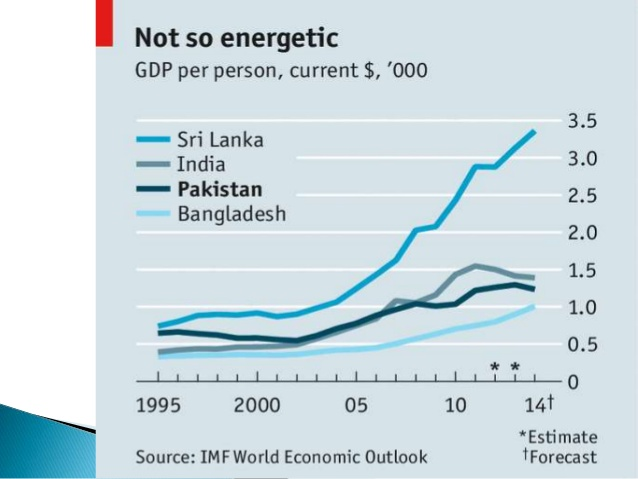 Not so energetic
GDP per person, current $, ’000
Sri Lanka
India
Pakistan
Bangladesh
3.5
3.0
2.5
2.0
1.5
1.0
0.5
0
* *
1995 2000 05 10 14†
*Estimate
†Forecast
Source: IMF World Economic Outlook